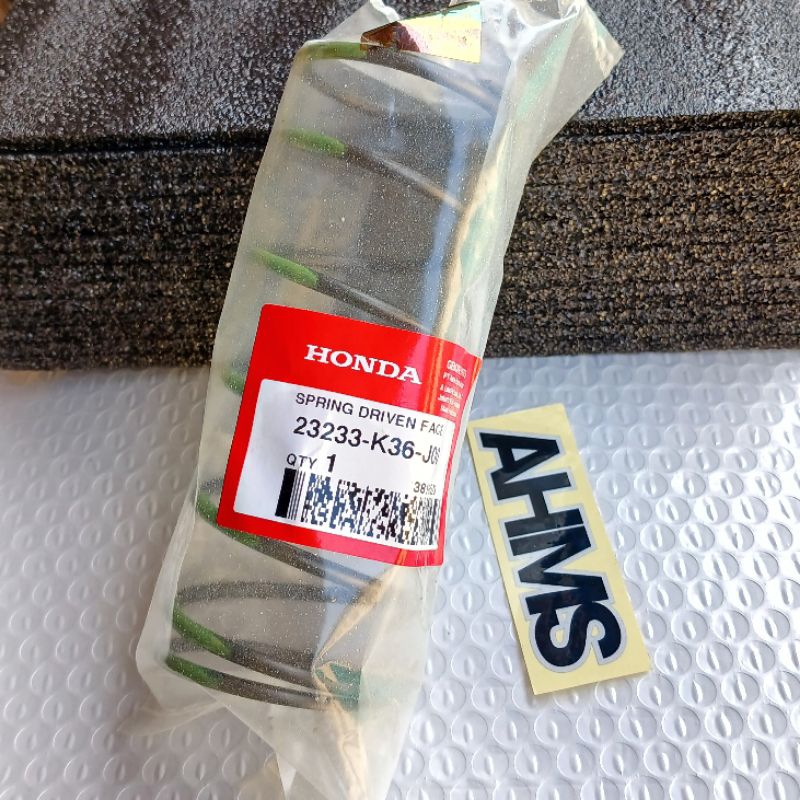 HONDA
SPRING DRIVEN FACE
23233-K36-J0
QTY 1
AHMS